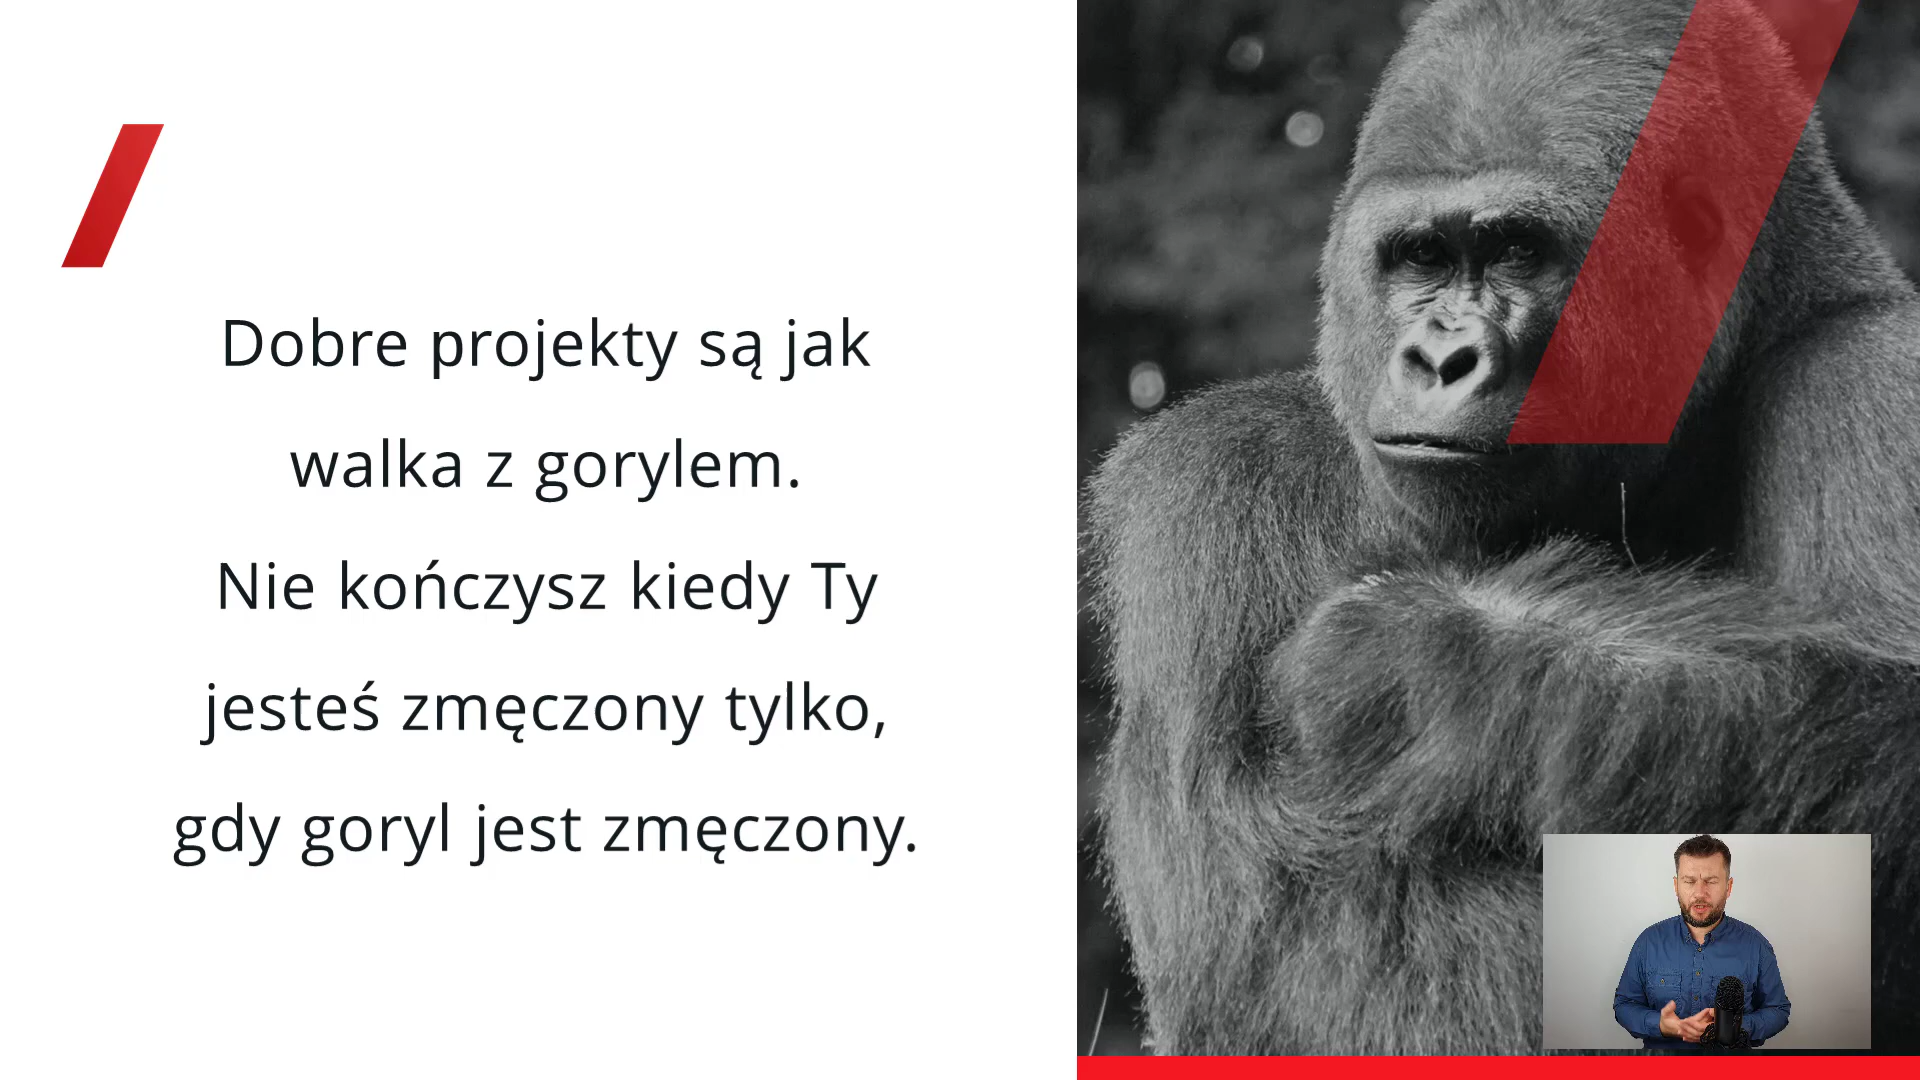 Dobre projekty są jak
walka z gorylem.
Nie kończysz kiedy Ty
jesteś zmęczony tylko,
gdy goryl jest zmęczony.